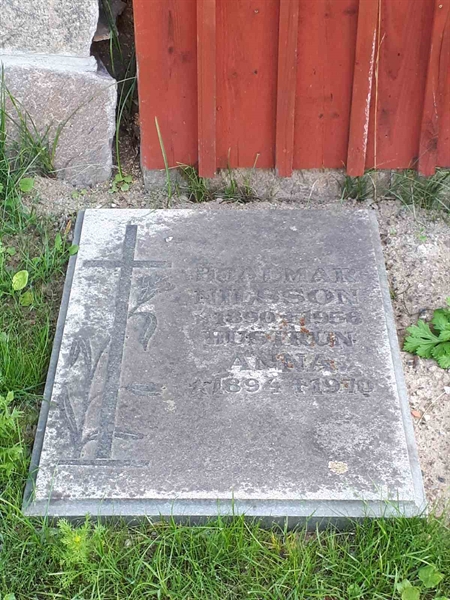 HJALMAR
NILSSON
*1890 †1956
HUSTRUN
ANNA
*1894 †1970